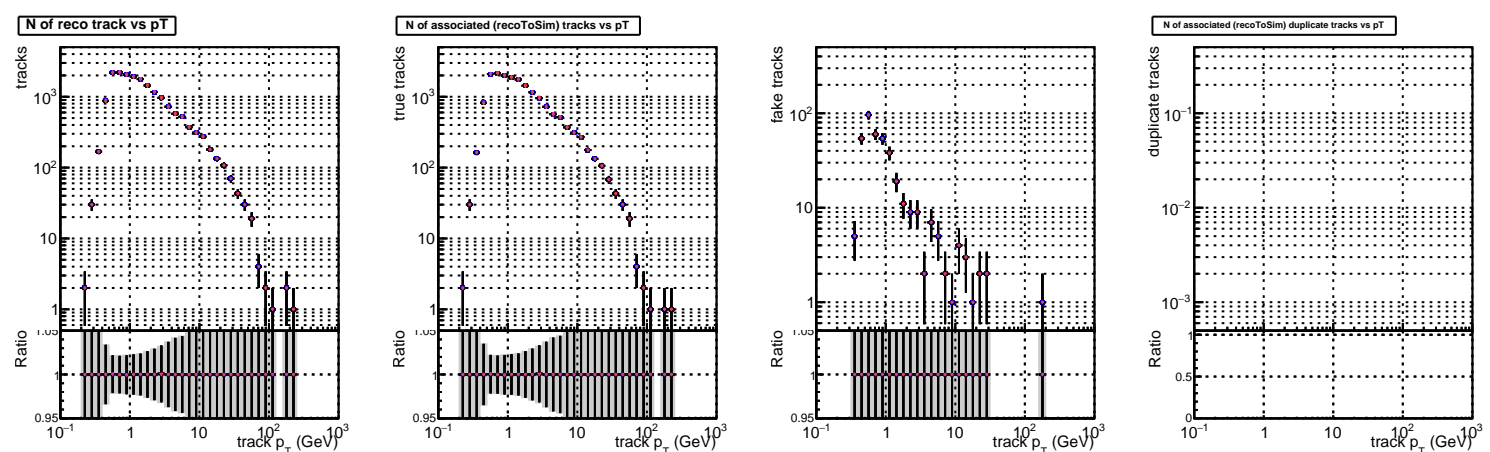 N of reco track vs pT
tracks
10³
10²
10
1
Ratio
1.05
1
0.95
10⁻¹ 1 10 10² 10³
track p_T (GeV)
N of associated (recoToSim) tracks vs pT
true tracks
10³
10²
10
1
Ratio
1.05
1
0.95
10⁻¹ 1 10 10² 10³
track p_T (GeV)
fake tracks
10²
10
1
Ratio
1.05
1
0.95
10⁻¹ 1 10 10² 10³
track p_T (GeV)
N of associated (recoToSim) duplicate tracks vs pT
duplicate tracks
10⁻¹
10⁻²
10⁻³
Ratio
1
0.5
0
10⁻¹ 1 10 10² 10³
track p_T (GeV)